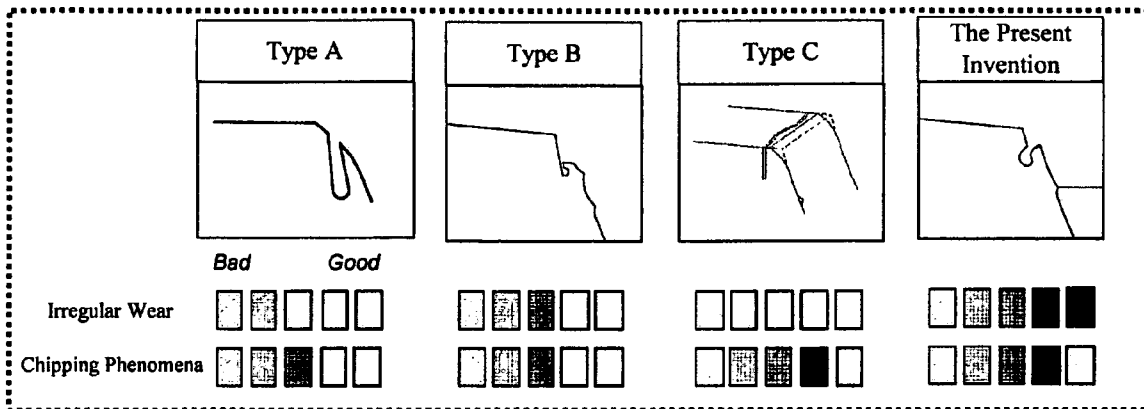 Type A
Type B
Type C
The Present
Invention
Bad
Good
Irregular Wear
Chipping Phenomena